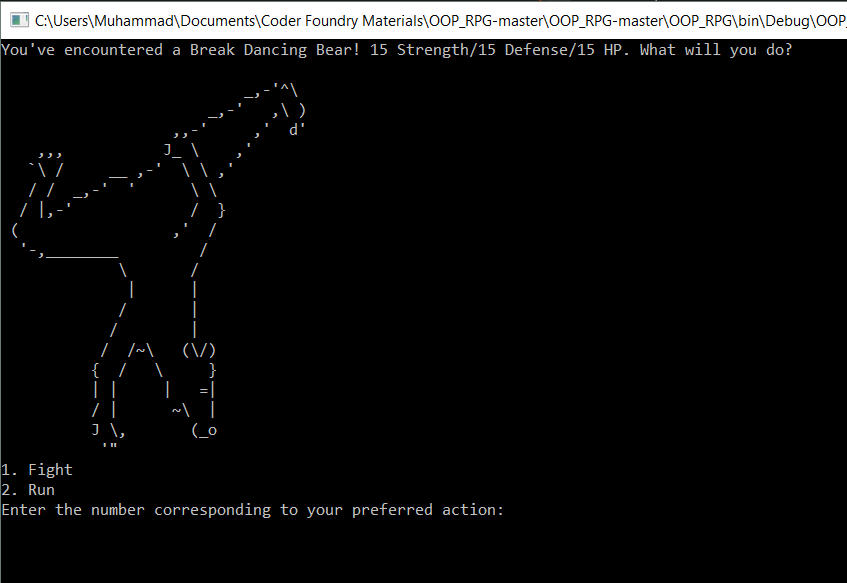 C:\Users\Muhammad\Documents\Coder Foundry Materials\OOP_RPG-master\OOP_RPG-master\OOP_RPG\bin\Debug\OOP_
You've encountered a Break Dancing Bear! 15 Strength/15 Defense/15 HP. What will you do?
1. Fight
2. Run
Enter the number corresponding to your preferred action: